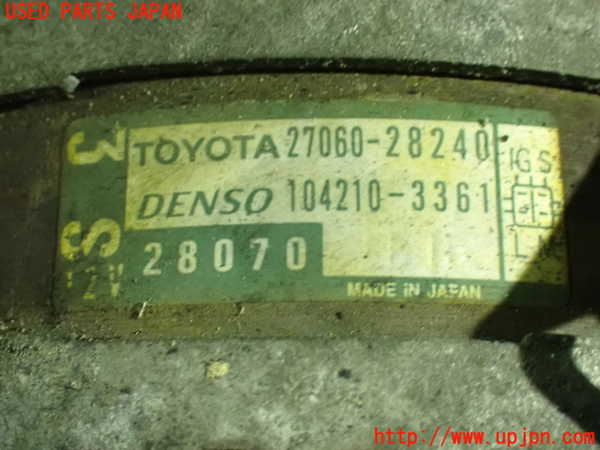 USED PARTS JAPAN
3
TOYOTA 27060-28240
IG S
DENSO 104210-3361
S
28070
L
12V
MADE IN JAPAN
http://www.upjpn.com/